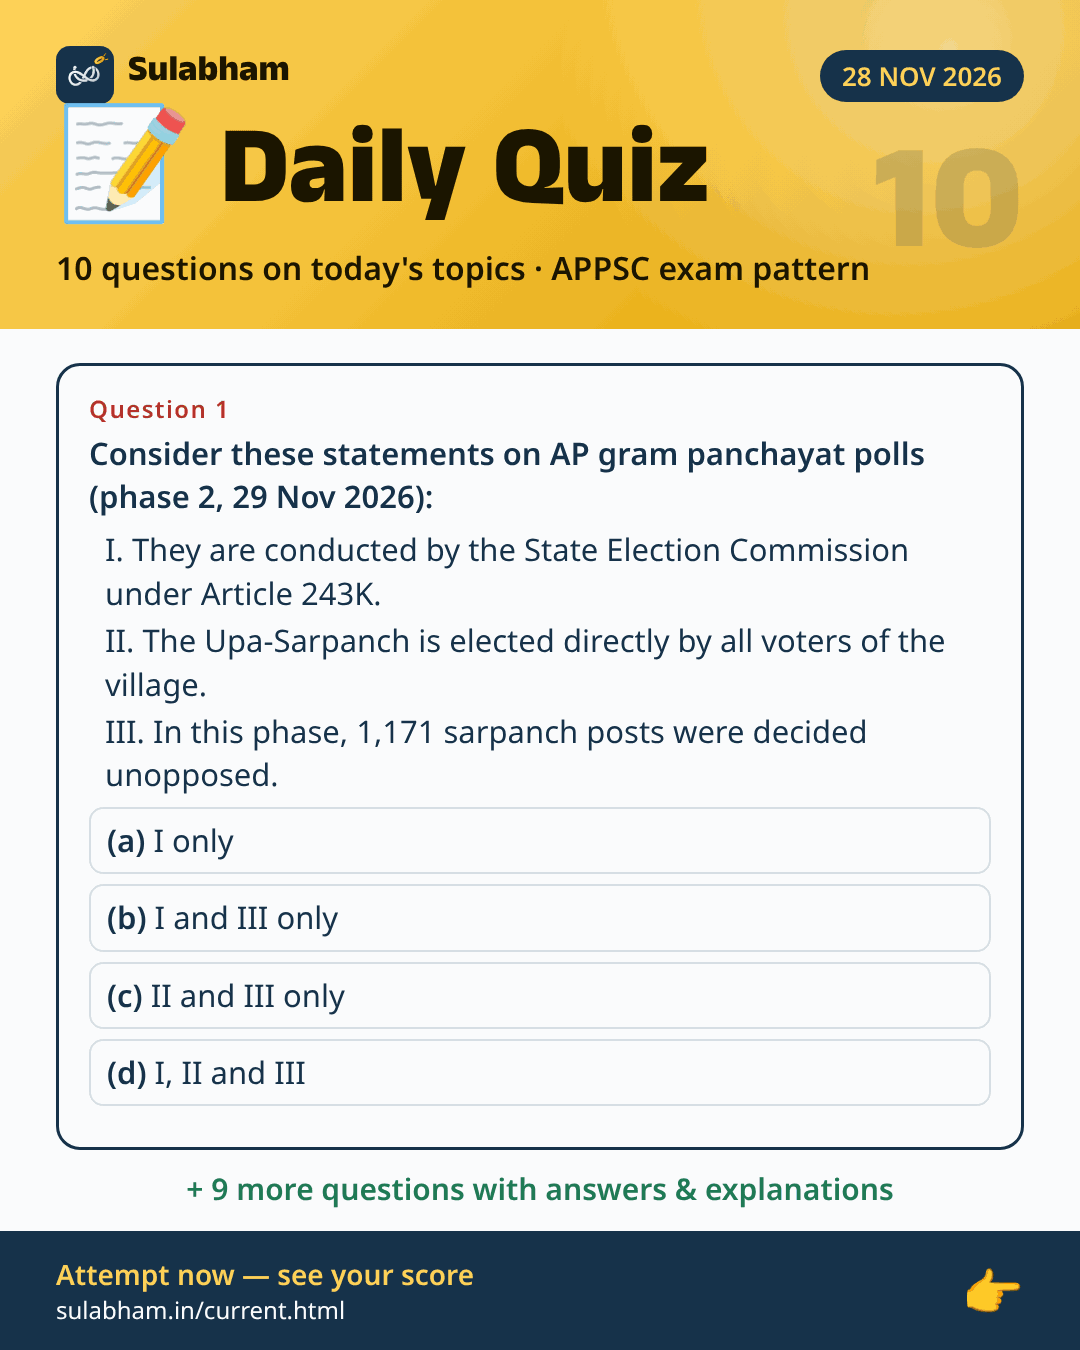 Sulabham
28 NOV 2026
Daily Quiz
10
10 questions on today's topics · APPSC exam pattern
Question 1
Consider these statements on AP gram panchayat polls
(phase 2, 29 Nov 2026):
I. They are conducted by the State Election Commission
under Article 243K.
II. The Upa-Sarpanch is elected directly by all voters of the
village.
III. In this phase, 1,171 sarpanch posts were decided
unopposed.
(a) I only
(b) I and III only
(c) II and III only
(d) I, II and III
+ 9 more questions with answers & explanations
Attempt now — see your score
sulabham.in/current.html